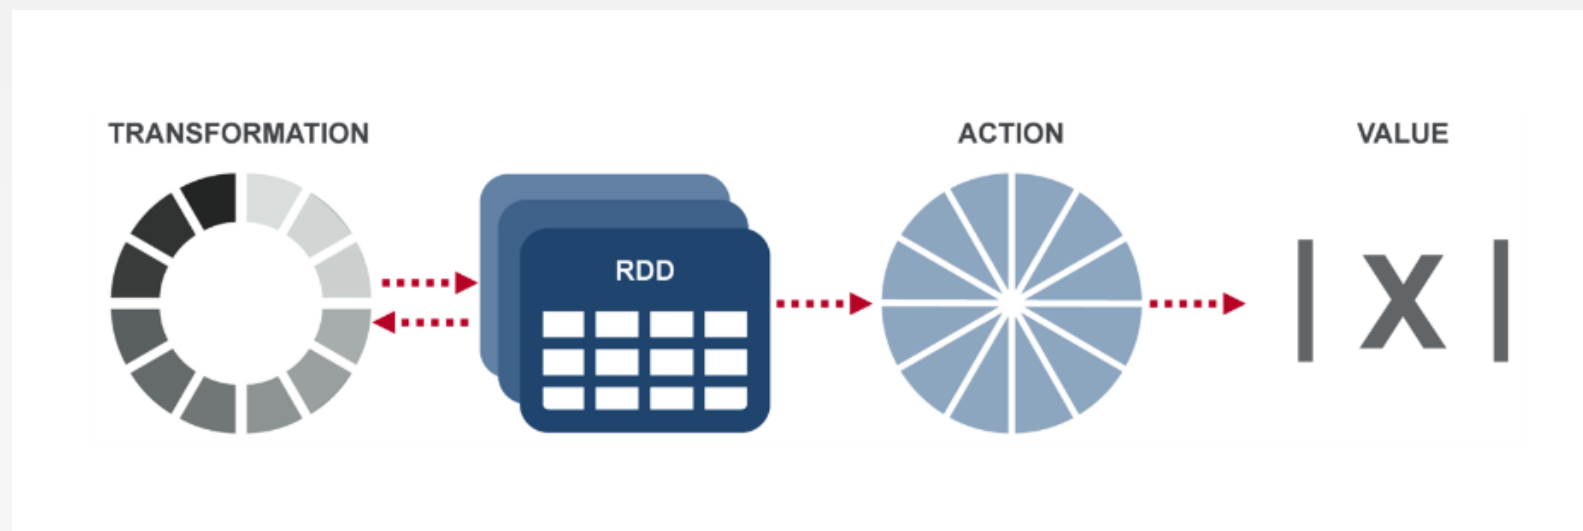 TRANSFORMATION
RDD
ACTION
VALUE
| X |